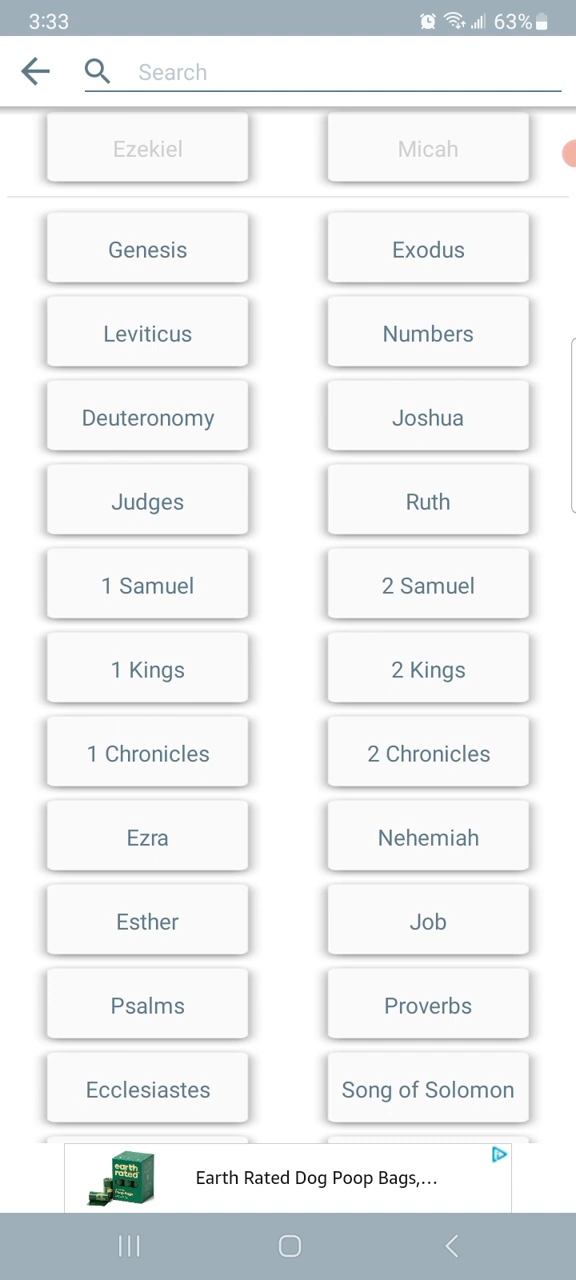 3:33 63%
Search
Ezekiel Micah
Genesis Exodus
Leviticus Numbers
Deuteronomy Joshua
Judges Ruth
1 Samuel 2 Samuel
1 Kings 2 Kings
1 Chronicles 2 Chronicles
Ezra Nehemiah
Esther Job
Psalms Proverbs
Ecclesiastes Song of Solomon
earth
rated
Earth Rated Dog Poop Bags,...